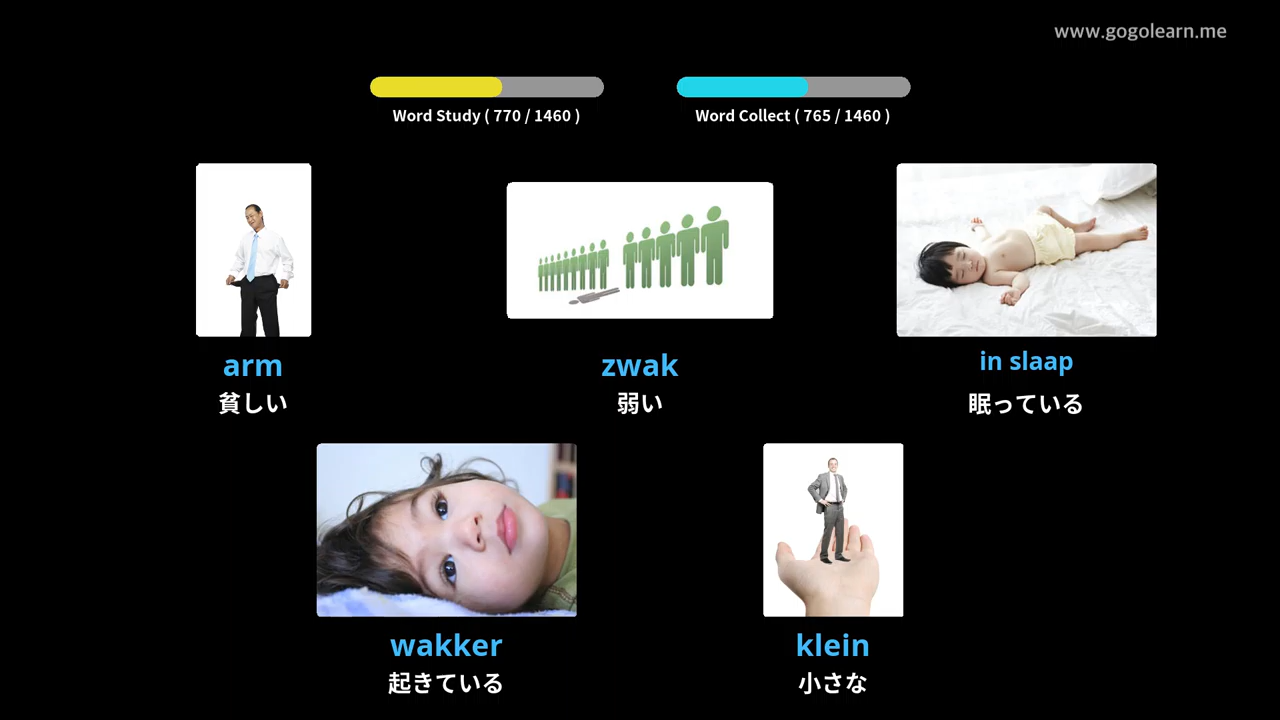 www.gogolearn.me
Word Study ( 770 / 1460 )
Word Collect ( 765 / 1460 )
arm
貧しい
zwak
弱い
in slaap
眠っている
wakker
起きている
klein
小さな